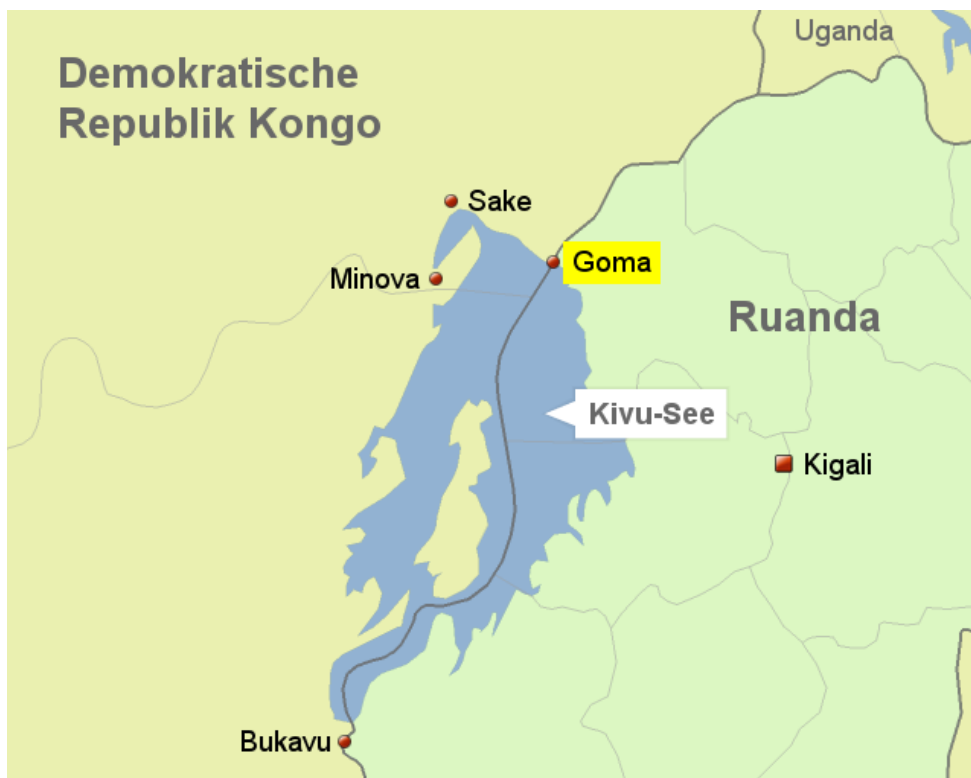 Uganda
Demokratische
Republik Kongo
Sake
Goma
Minova
Ruanda
Kivu-See
Kigali
Bukavu